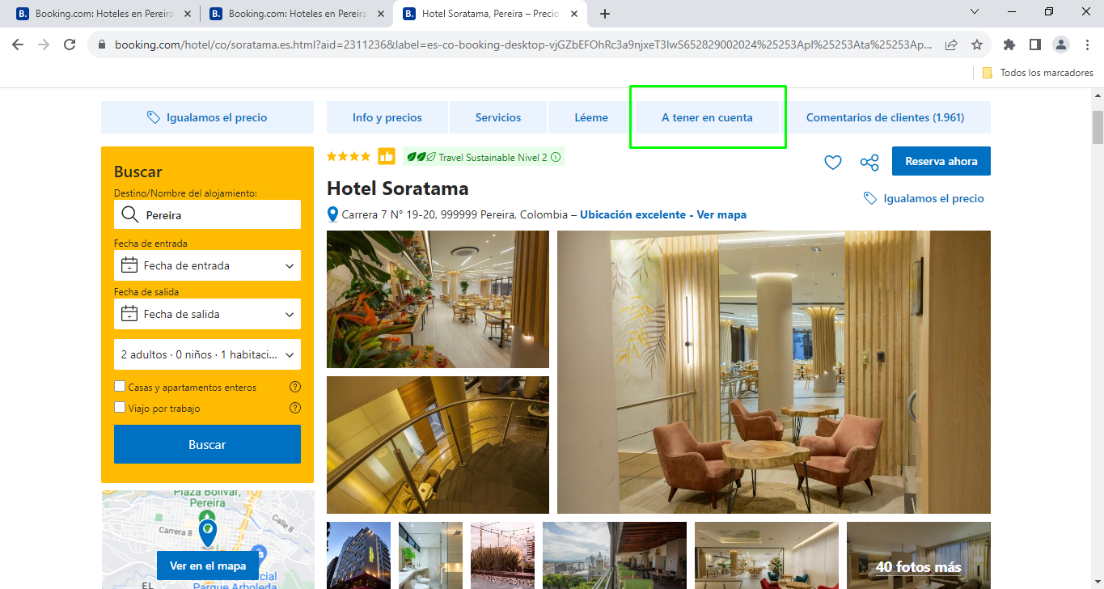 Booking.com: Hoteles en Pereira
Booking.com: Hoteles en Pereira
Hotel Soratama, Pereira – Precio
booking.com/hotel/co/soratama.es.html?aid=2311236&label=es-co-booking-desktop-vjGZbEFOhRc3a9njxeT3IwS652829002024%25253Apl%25253Ata%25253Ap...
Todos los marcadores
Igualamos el precio
Info y precios
Servicios
Léeme
A tener en cuenta
Comentarios de clientes (1.961)
Buscar
Destino/Nombre del alojamiento:
Pereira
Fecha de entrada
Fecha de entrada
Fecha de salida
Fecha de salida
2 adultos · 0 niños · 1 habitaci...
Casas y apartamentos enteros
Viajo por trabajo
Buscar
Travel Sustainable Nivel 2
Reserva ahora
Hotel Soratama
Igualamos el precio
Carrera 7 N° 19-20, 999999 Pereira, Colombia – Ubicación excelente - Ver mapa
Plaza Bolívar,
Pereira
Carrera 8
Calle 8
Ver en el mapa
EL
Parque Arboleda
40 fotos más